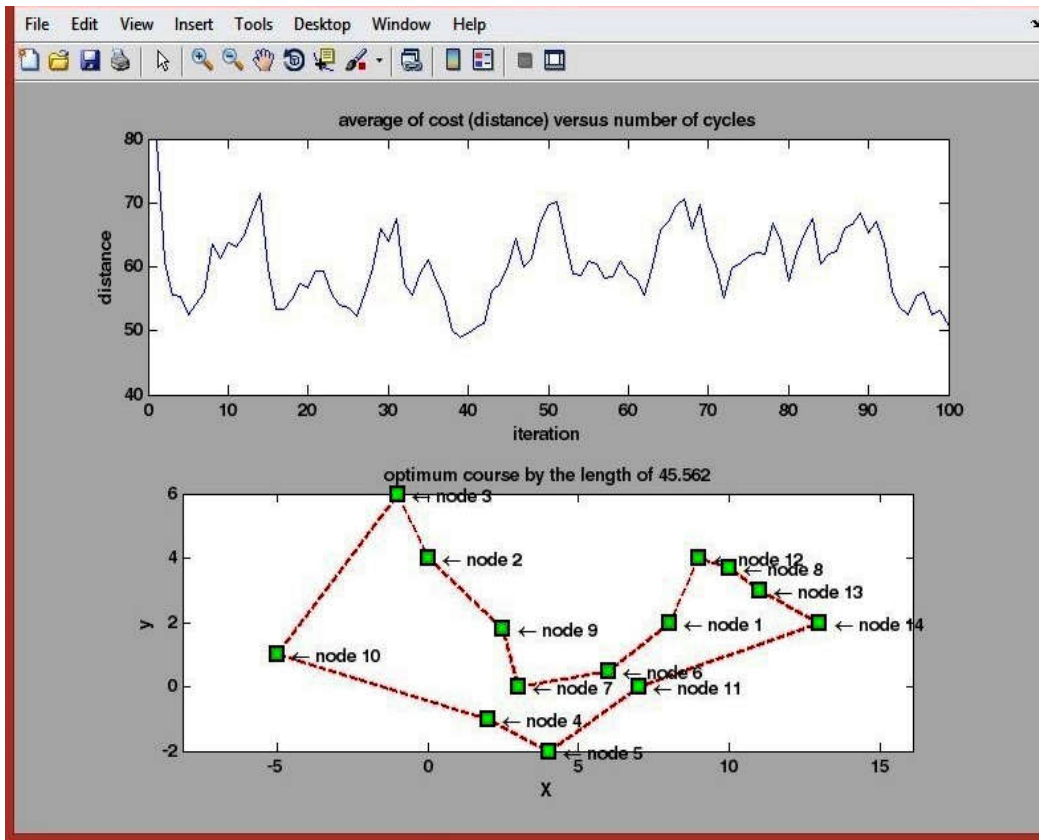 File Edit View Insert Tools Desktop Window Help
average of cost (distance) versus number of cycles
80
70
60
50
40
distance
0 10 20 30 40 50 60 70 80 90 100
iteration
optimum course by the length of 45.562
6
4
2
0
-2
y
← node 3
← node 2
← node 12
← node 8
← node 13
← node 9
← node 1
← node 14
← node 10
← node 6
← node 7
← node 11
← node 4
← node 5
-5 0 5 10 15
X